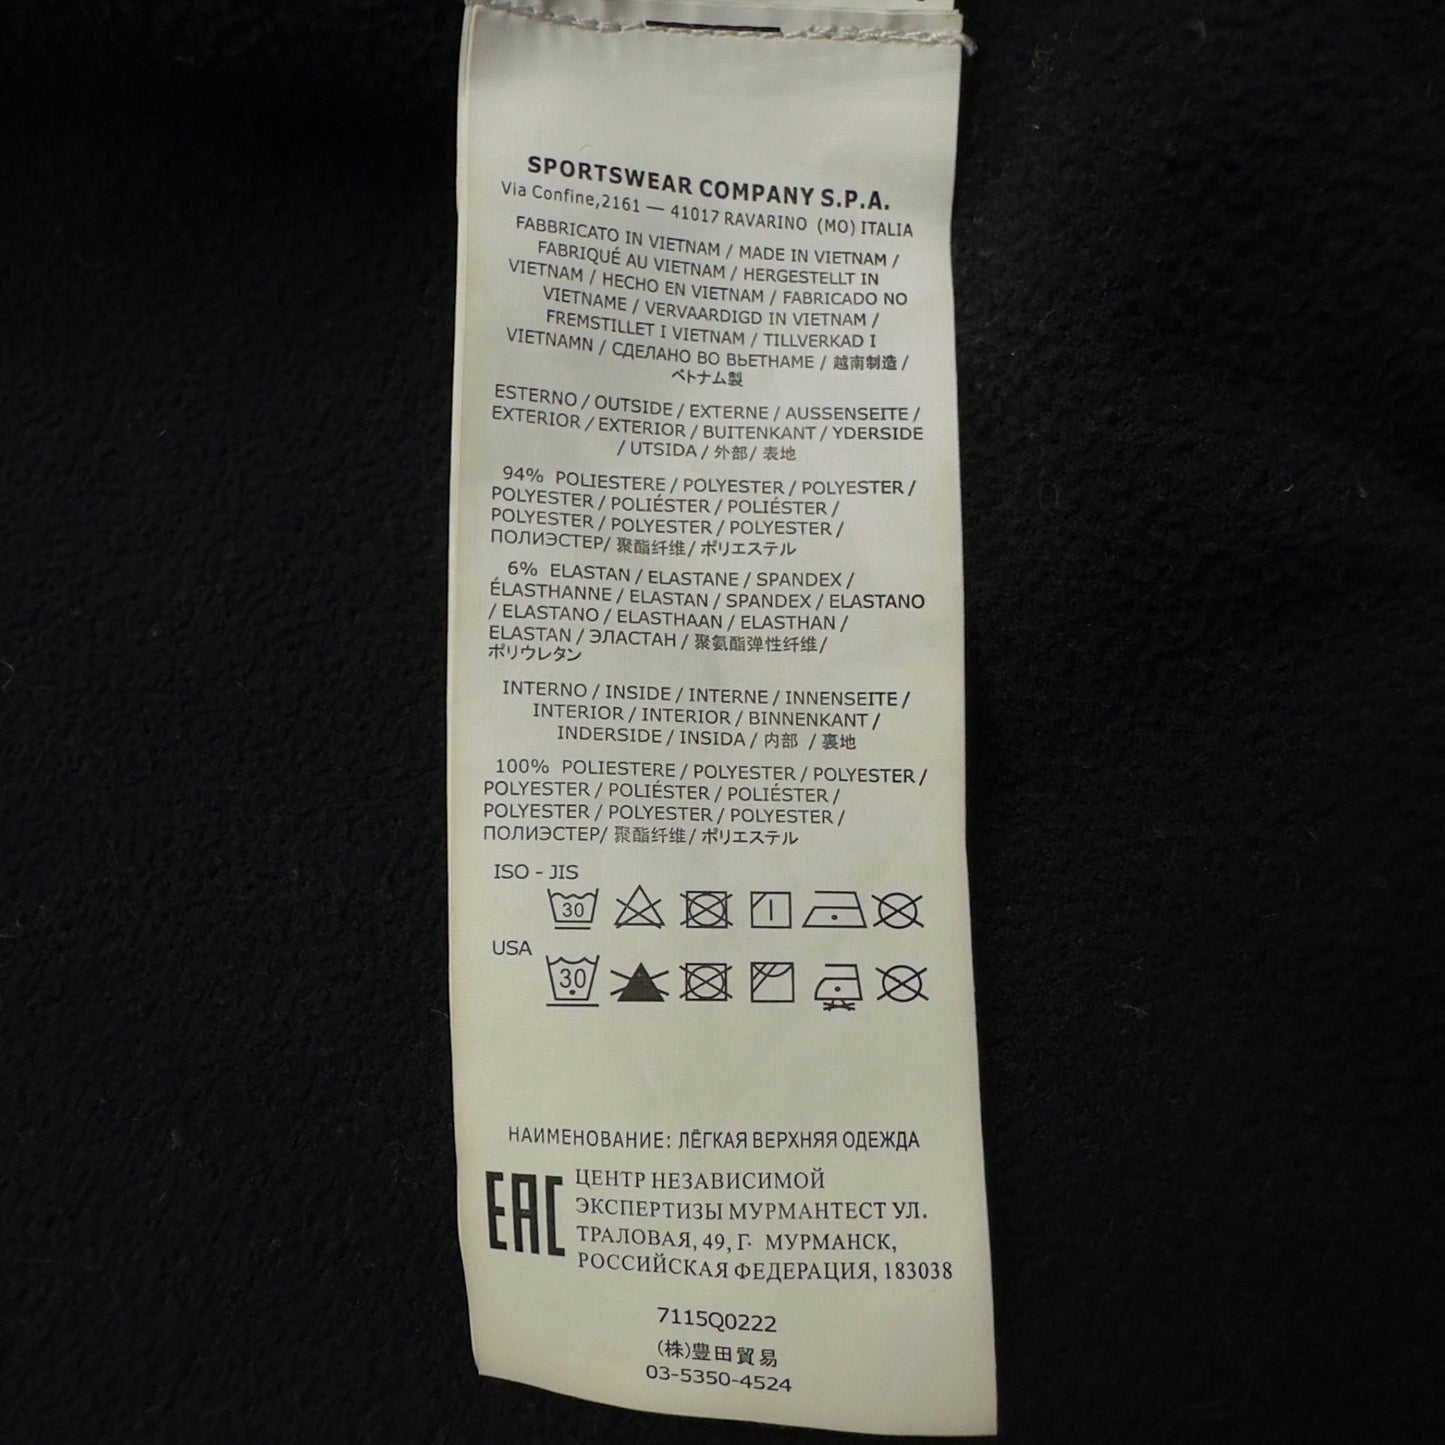 SPORTSWEAR COMPANY S.P.A.
Via Confine,2161 — 41017 RAVARINO (MO) ITALIA
FABBRICATO IN VIETNAM / MADE IN VIETNAM /
FABRIQUÉ AU VIETNAM / HERGESTELLT IN
VIETNAM / HECHO EN VIETNAM / FABRICADO NO
VIETNAME / VERVAARDIGD IN VIETNAM /
FREMSTILLET I VIETNAM / TILLVERKAD I
VIETNAMN / СДЕЛАНО ВО ВЬЕТНАМЕ / 越南制造 /
ベトナム製
ESTERNO / OUTSIDE / EXTERNE / AUSSENSEITE /
EXTERIOR / EXTERIOR / BUITENKANT / YDERSIDE
/ UTSIDA / 外部/ 表地
94% POLIESTERE / POLYESTER / POLYESTER /
POLYESTER / POLIÉSTER / POLIÉSTER /
POLYESTER / POLYESTER / POLYESTER /
ПОЛИЭСТЕР/ 聚酯纤维/ ポリエステル
6% ELASTAN / ELASTANE / SPANDEX /
ÉLASTHANNE / ELASTAN / SPANDEX / ELASTANO
/ ELASTANO / ELASTHAAN / ELASTHAN /
ELASTAN / ЭЛАСТАН / 聚氨酯弹性纤维/
ポリウレタン
INTERNO / INSIDE / INTERNE / INNENSEITE /
INTERIOR / INTERIOR / BINNENKANT /
INDERSIDE / INSIDA / 内部 / 裏地
100% POLIESTERE / POLYESTER / POLYESTER /
POLYESTER / POLIÉSTER / POLIÉSTER /
POLYESTER / POLYESTER / POLYESTER /
ПОЛИЭСТЕР/ 聚酯纤维/ ポリエステル
ISO - JIS
30
USA
30
НАИМЕНОВАНИЕ: ЛЁГКАЯ ВЕРХНЯЯ ОДЕЖДА
EAC
ЦЕНТР НЕЗАВИСИМОЙ
ЭКСПЕРТИЗЫ МУРМАНТЕСТ УЛ.
ТРАЛОВАЯ, 49, Г· МУРМАНСК,
РОССИЙСКАЯ ФЕДЕРАЦИЯ, 183038
7115Q0222
(株)豊田貿易
03-5350-4524